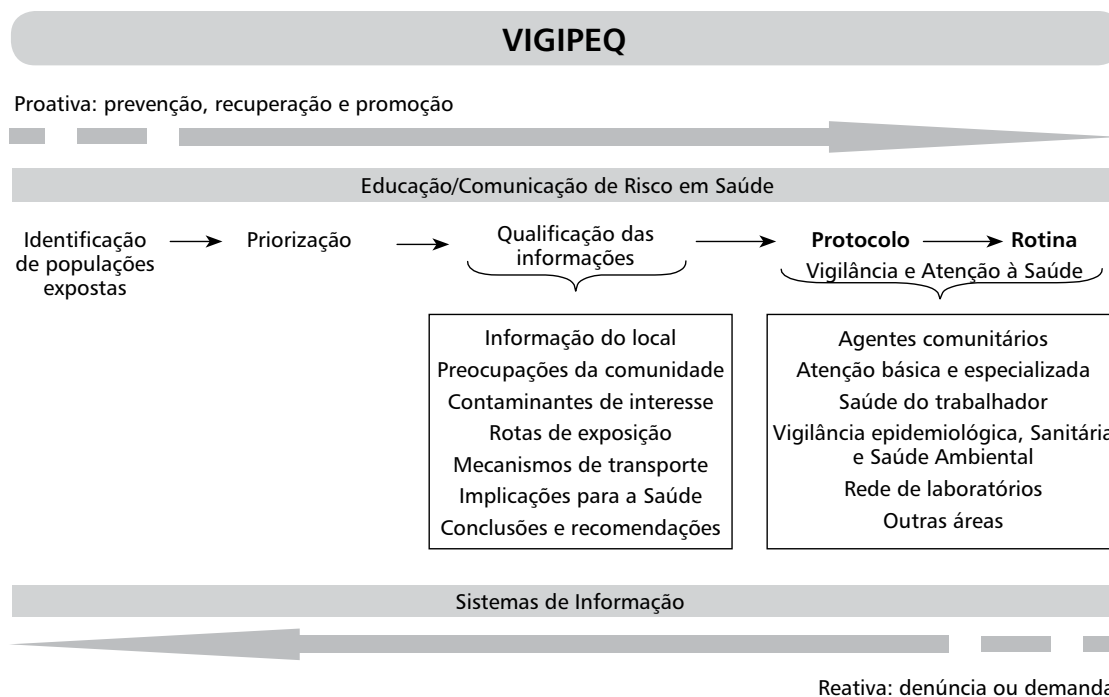 VIGIPEQ
Proativa: prevenção, recuperação e promoção
Educação/Comunicação de Risco em Saúde
Identificação
de populações
expostas
Priorização
Qualificação das
informações
Protocolo
Rotina
Vigilância e Atenção à Saúde
Informação do local
Preocupações da comunidade
Contaminantes de interesse
Rotas de exposição
Mecanismos de transporte
Implicações para a Saúde
Conclusões e recomendações
Agentes comunitários
Atenção básica e especializada
Saúde do trabalhador
Vigilância epidemiológica, Sanitária
e Saúde Ambiental
Rede de laboratórios
Outras áreas
Sistemas de Informação
Reativa: denúncia ou demanda